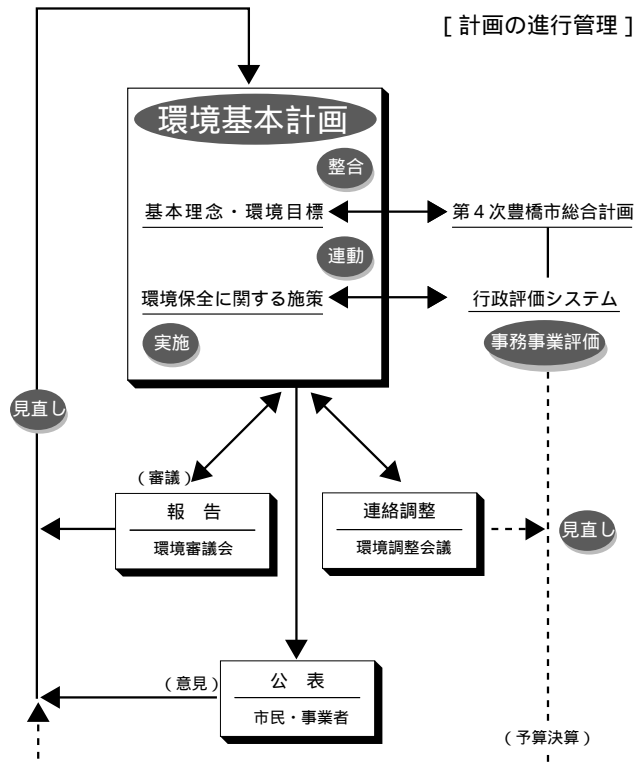 [ 計画の進行管理 ]
環境基本計画
整合
基本理念・環境目標
第４次豊橋市総合計画
連動
環境保全に関する施策
行政評価システム
実施
事務事業評価
見直し
（審議）
報　告
環境審議会
連絡調整
環境調整会議
見直し
（意見）
公　表
市民・事業者
（予算決算）